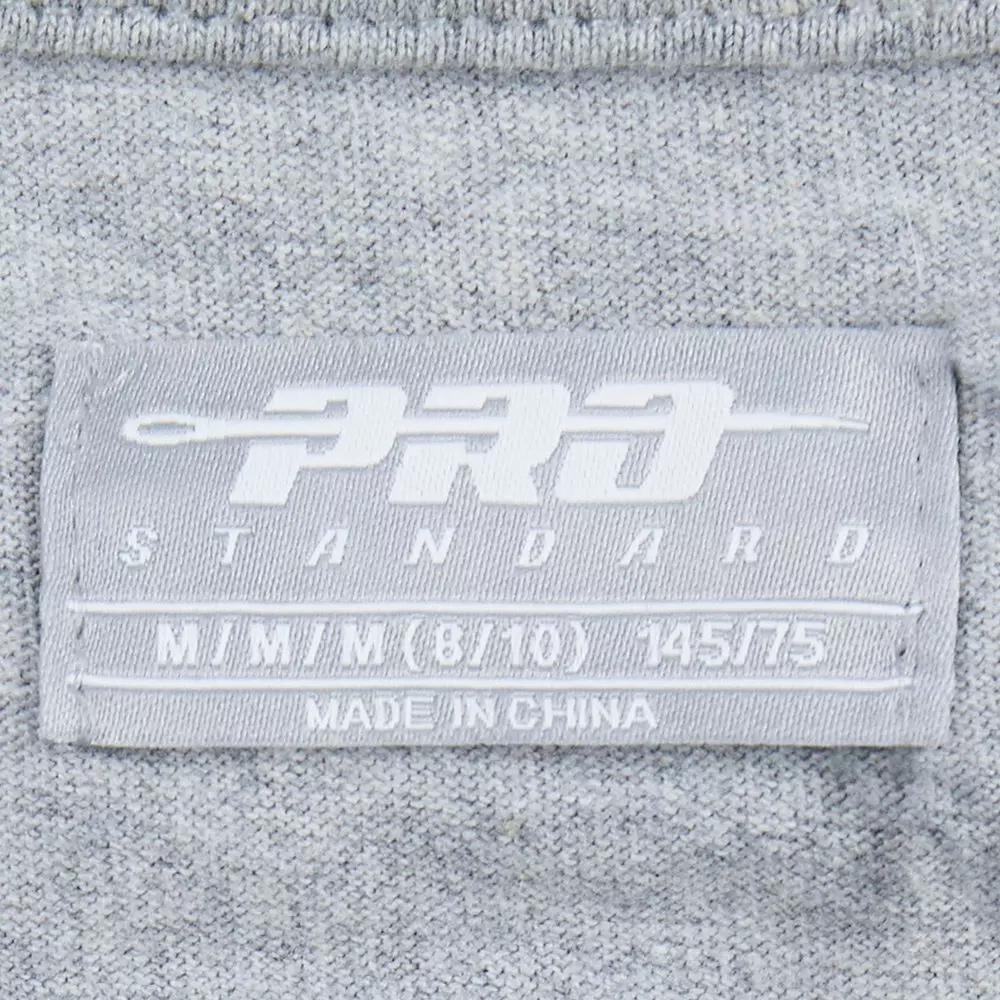 PRO
STANDARD
M/M/M (8/10) 145/75
MADE IN CHINA